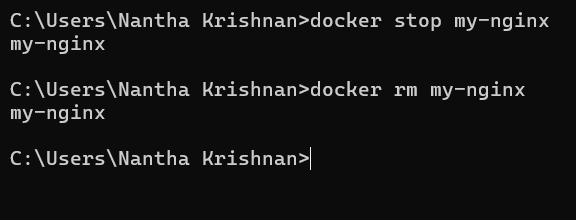 C:\Users\Nantha Krishnan>docker stop my-nginx
my-nginx
C:\Users\Nantha Krishnan>docker rm my-nginx
my-nginx
C:\Users\Nantha Krishnan>